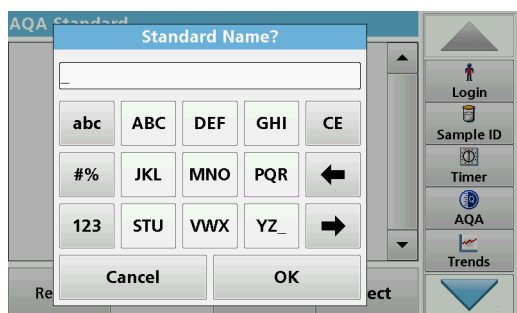 AQA Standard
Standard Name?
_
abc ABC DEF GHI CE
#% JKL MNO PQR
123 STU VWX YZ_
Cancel OK
Re ect
Login
Sample ID
Timer
AQA
Trends